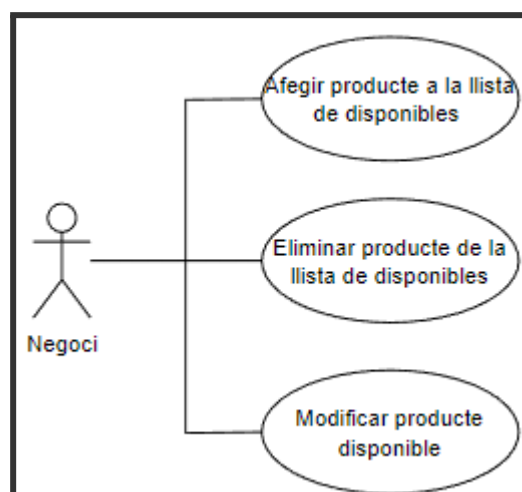 Afegir producte a la llista
de disponibles
Eliminar producte de la
llista de disponibles
Negoci
Modificar producte
disponible